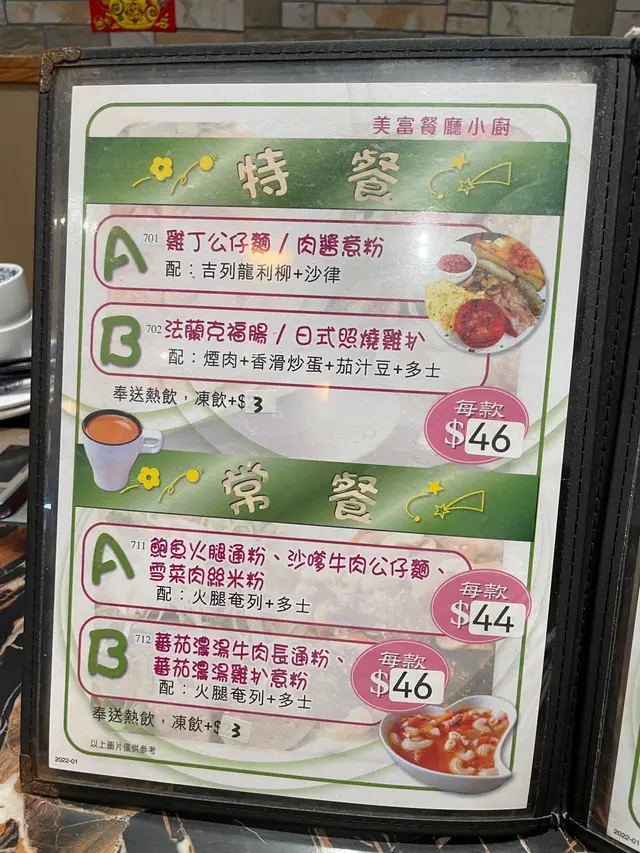 美富餐廳小廚
特餐
A 701 雞丁公仔麵 / 肉醬意粉
配：吉列龍利柳+沙律
B 702 法蘭克福腸 / 日式照燒雞扒
配：煙肉+香滑炒蛋+茄汁豆+多士
奉送熱飲，凍飲+$ 3
每款
$46
常餐
A 711 鮑魚火腿通粉、沙嗲牛肉公仔麵、
雪菜肉絲米粉
配：火腿奄列+多士
每款
$44
B 712 蕃茄濃湯牛肉長通粉、
蕃茄濃湯雞扒意粉
配：火腿奄列+多士
每款
$46
奉送熱飲，凍飲+$ 3
以上圖片僅供參考
2022-01
2022-01